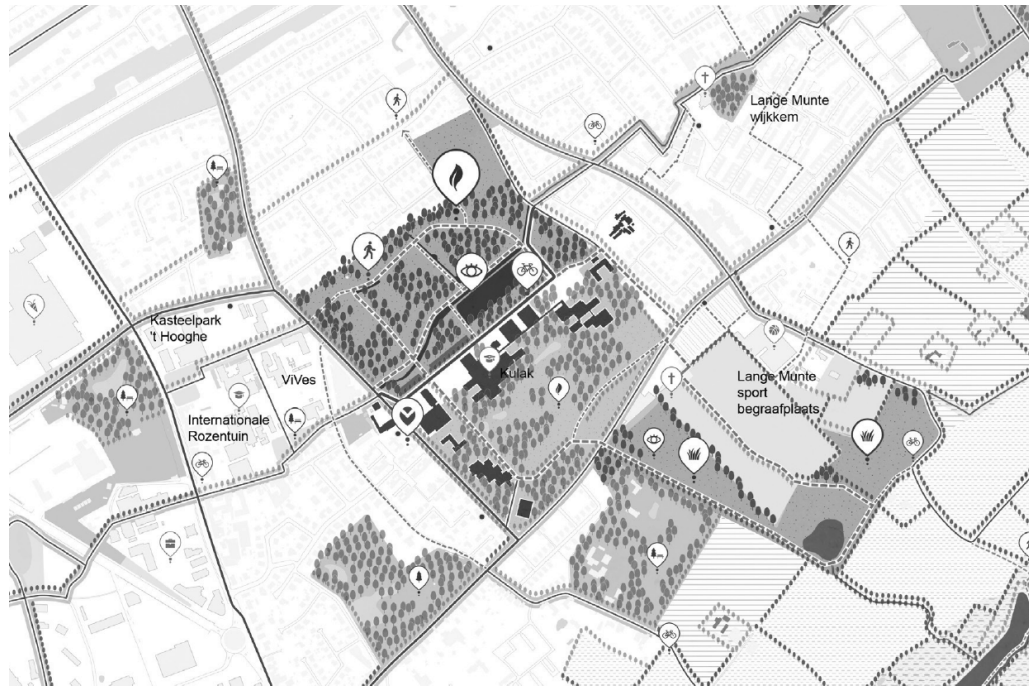 Lange Munte
wijkkem
Kasteelpark
't Hooghe
ViVes
Kulak
Internationale
Rozentuin
Lange Munte
sport
begraafplaats